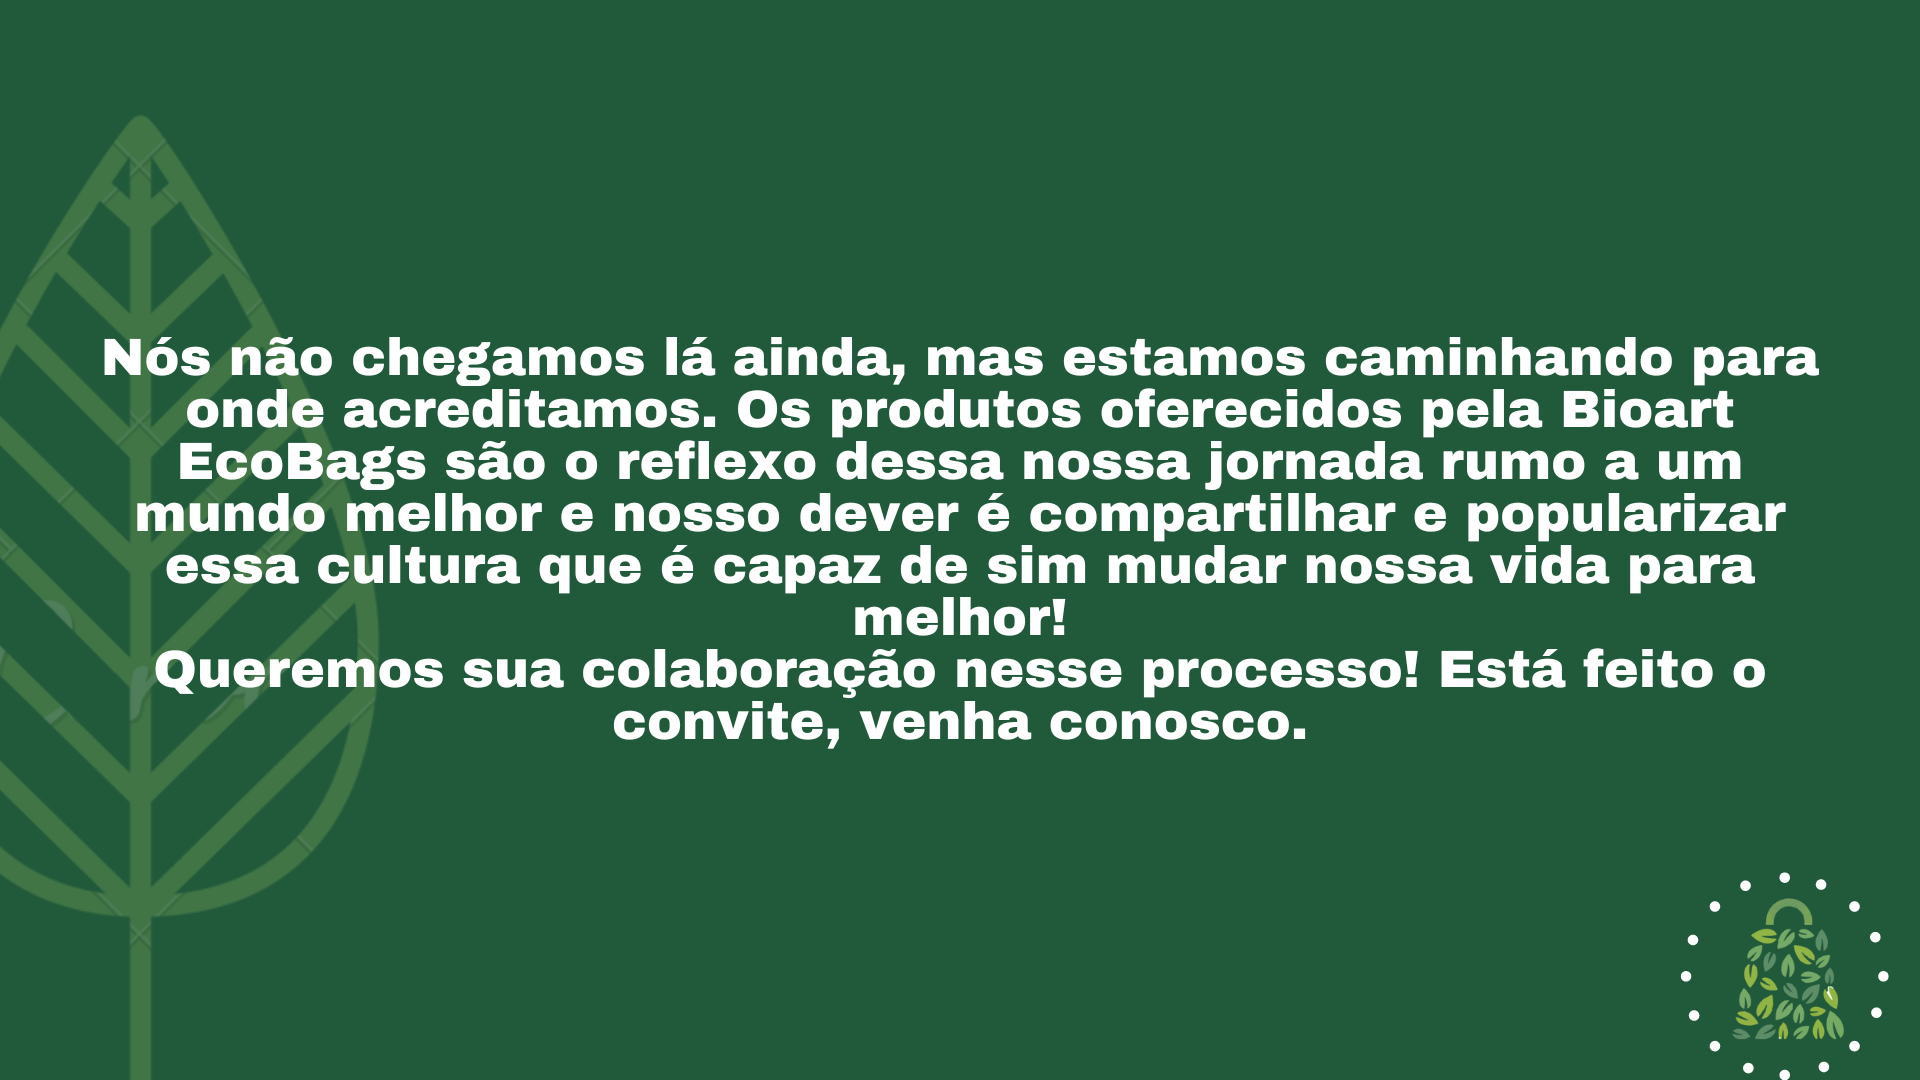 Nós não chegamos lá ainda, mas estamos caminhando para
onde acreditamos. Os produtos oferecidos pela Bioart
EcoBags são o reflexo dessa nossa jornada rumo a um
mundo melhor e nosso dever é compartilhar e popularizar
essa cultura que é capaz de sim mudar nossa vida para
melhor!
Queremos sua colaboração nesse processo! Está feito o
convite, venha conosco.